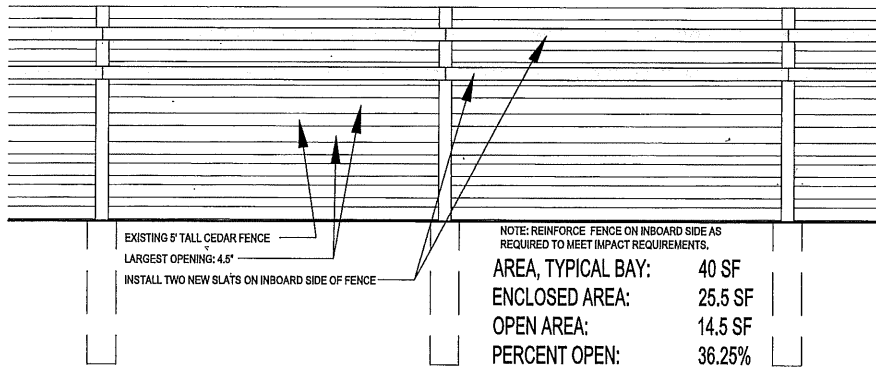 EXISTING 5' TALL CEDAR FENCE
LARGEST OPENING: 4.5"
INSTALL TWO NEW SLATS ON INBOARD SIDE OF FENCE
NOTE: REINFORCE FENCE ON INBOARD SIDE AS
REQUIRED TO MEET IMPACT REQUIREMENTS.
AREA, TYPICAL BAY: 40 SF
ENCLOSED AREA: 25.5 SF
OPEN AREA: 14.5 SF
PERCENT OPEN: 36.25%